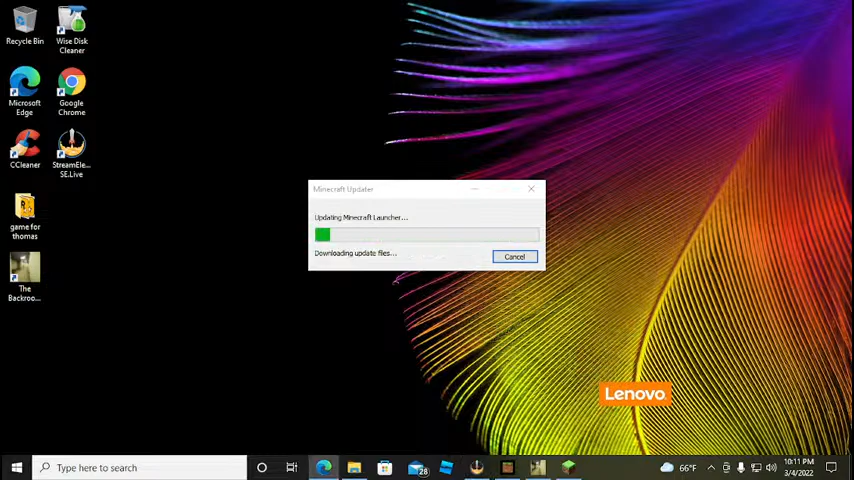 Recycle Bin
Wise Disk
Cleaner
Microsoft
Edge
Google
Chrome
CCleaner
StreamEle...
SE.Live
game for
thomas
The
Backroo...
Minecraft Updater
Updating Minecraft Launcher...
Downloading update files...
Cancel
Lenovo.
Type here to search
28
66°F
10:11 PM
3/4/2022